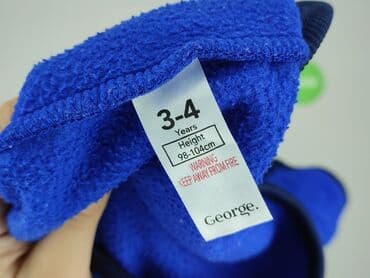 3-4
Years
Height
98-104cm
WARNING
KEEP AWAY FROM FIRE
George.